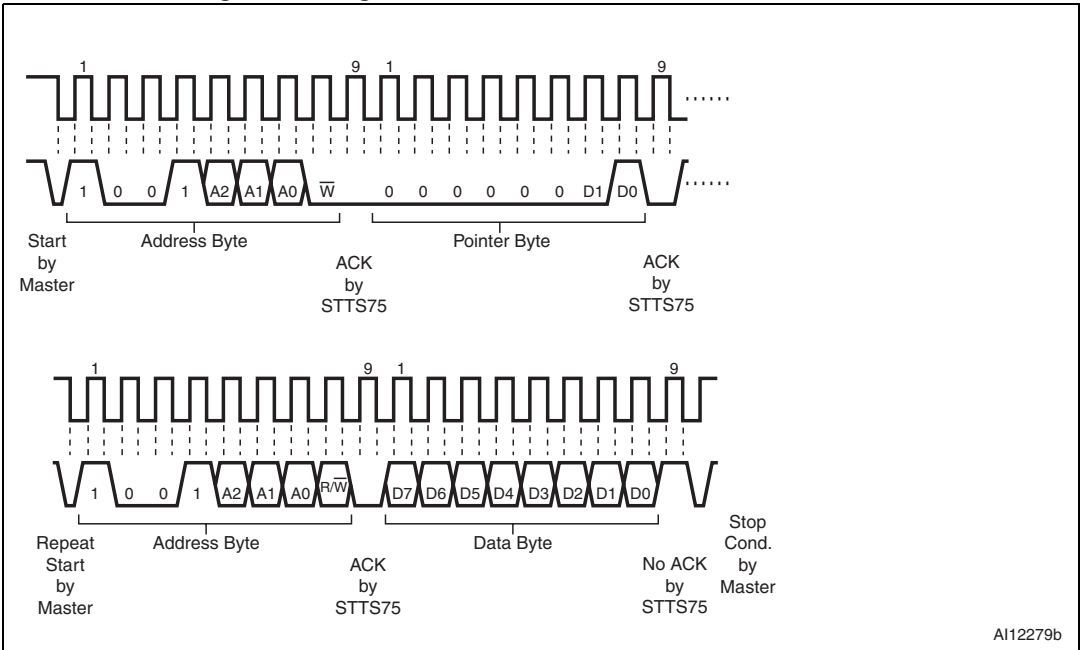 1 9 1 9
1 0 0 1 A2 A1 A0 W̅ 0 0 0 0 0 0 D1 D0
Start by Master
Address Byte
ACK by STTS75
Pointer Byte
ACK by STTS75
1 9 1 9
1 0 0 1 A2 A1 A0 R/W̅ D7 D6 D5 D4 D3 D2 D1 D0
Repeat Start by Master
Address Byte
ACK by STTS75
Data Byte
No ACK by STTS75
Stop Cond. by Master
AI12279b